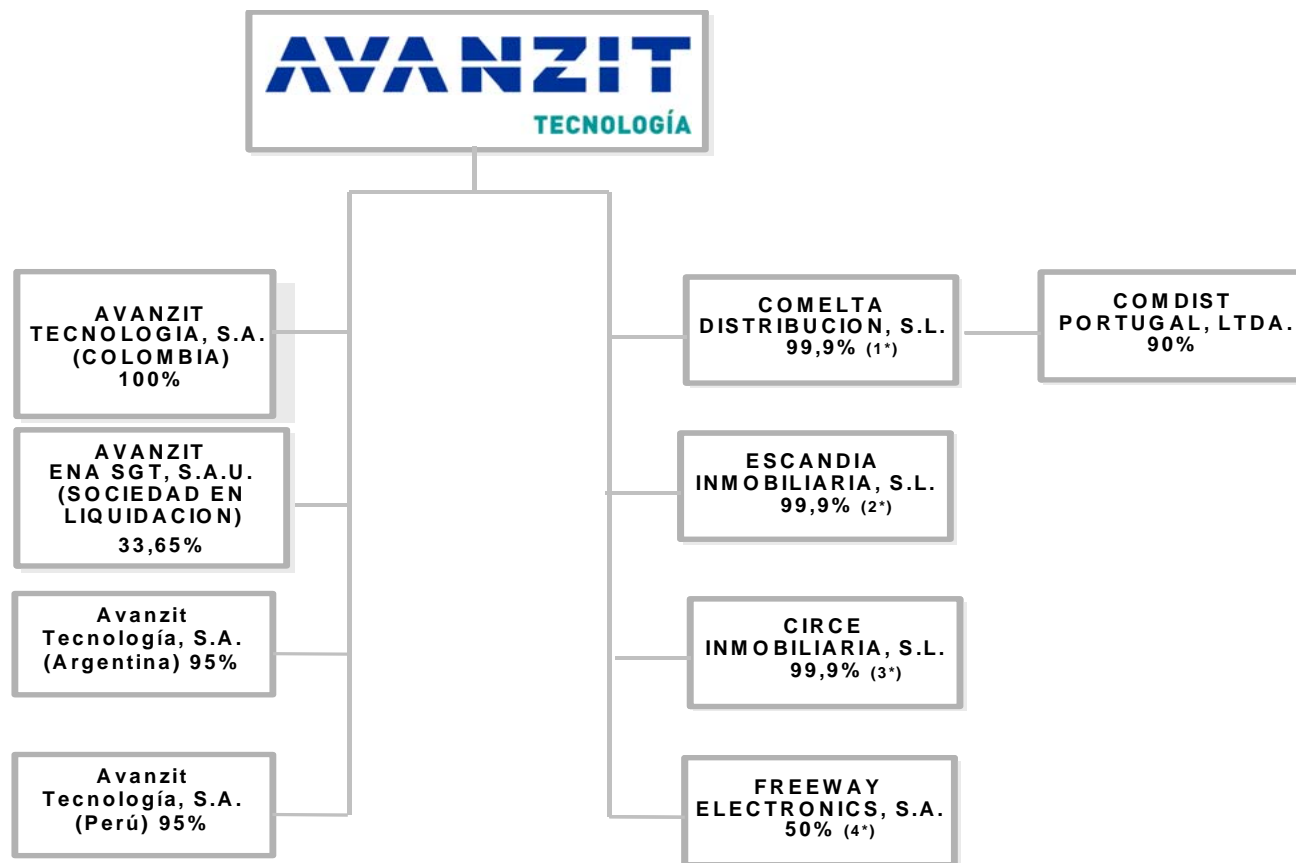 AVANZIT
TECNOLOGÍA
AVANZIT
TECNOLOGIA, S.A.
(COLOMBIA)
100%
AVANZIT
ENA SGT, S.A.U.
(SOCIEDAD EN
LIQUIDACION)
33,65%
Avanzit
Tecnología, S.A.
(Argentina) 95%
Avanzit
Tecnología, S.A.
(Perú) 95%
COMELTA
DISTRIBUCION, S.L.
99,9% (1*)
COMDIST
PORTUGAL, LTDA.
90%
ESCANDIA
INMOBILIARIA, S.L.
99,9% (2*)
CIRCE
INMOBILIARIA, S.L.
99,9% (3*)
FREEWAY
ELECTRONICS, S.A.
50% (4*)